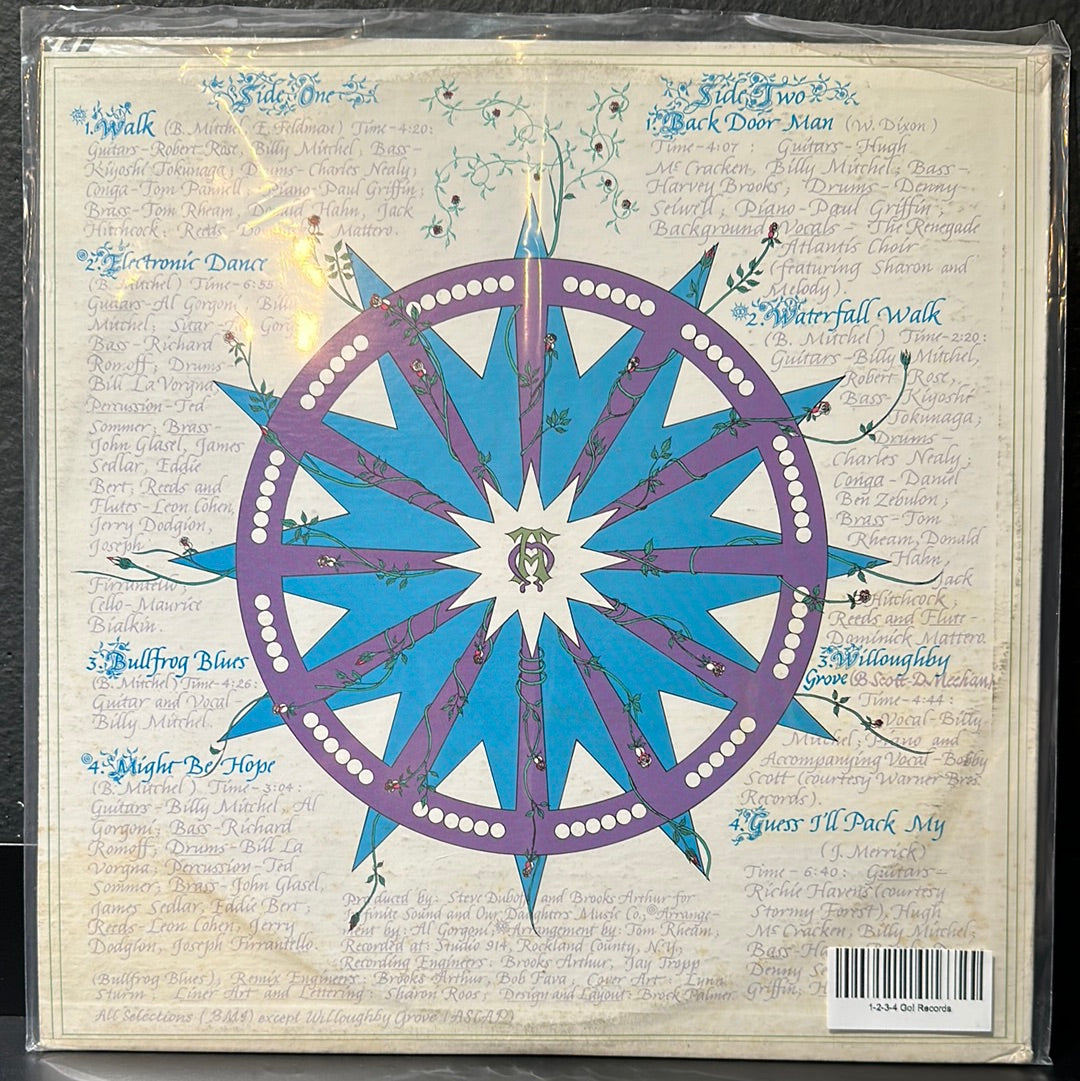 Side One
1. Walk (B. Mitchel, E. Feldman) Time-4:20:
Guitars-Robert Rose, Billy Mitchel; Bass-
Kiyoshi Tokunaga; Drums-Charles Nealy;
Conga-Tom Parnell; Piano-Paul Griffin;
Brass-Tom Rheam, Donald Hahn, Jack
Hitchcock; Reeds- Mattero.
2. Electronic Dance
(B. Mitchel) Time-6:55
Guitars-Al Gorgoni, Billy
Mitchel; Sitar-
Bass-Richard
Romoff; Drums-
Bill La Vorgna;
Percussion-Ted
Sommer; Brass-
John Glasel, James
Sedlar, Eddie
Bert; Reeds and
Flutes-Leon Cohen,
Jerry Dodgion,
Joseph
Firrantello;
Cello-Maurice
Bialkin.
3. Bullfrog Blues
(B. Mitchel) Time-4:26:
Guitar and Vocal-
Billy Mitchel.
4. Might Be Hope
(B. Mitchel) Time-3:04:
Guitars-Billy Mitchel, Al
Gorgoni; Bass-Richard
Romoff; Drums-Bill La
Vorgna; Percussion-Ted
Sommer; Brass-John Glasel,
James Sedlar, Eddie Bert;
Reeds-Leon Cohen, Jerry
Dodgion, Joseph Firrantello.
Side Two
1. Back Door Man (W. Dixon)
Time-4:07: Guitars-Hugh
McCracken, Billy Mitchel; Bass-
Harvey Brooks; Drums-Denny
Seiwell; Piano-Paul Griffin;
Background Vocals-The Renegade
Atlantis Choir
(featuring Sharon and
Melody).
2. Waterfall Walk
(B. Mitchel) Time-2:20:
Guitars-Billy Mitchel,
Robert Rose,
Bass-Kiyoshi
Tokunaga;
Drums-
Charles Nealy;
Conga-Daniel
Ben Zebulon;
Brass-Tom
Rheam, Donald
Hahn,
Jack
Hitchcock;
Reeds and Flute-
Dominick Mattero.
3. Willoughby
Grove (B. Scott-D. Meehan)
Time-4:44:
Vocal-Billy
Mitchel; Piano and
Accompanying Vocal-Bobby
Scott (courtesy Warner Bros.
Records).
4. Guess I'll Pack My
(J. Merrick)
Time-6:40: Guitars-
Richie Havens (courtesy
Stormy Forest), Hugh
McCracken, Billy Mitchel;
Bass-
Denny
Griffin;
Produced by: Steve Duboff and Brooks Arthur for
Infinite Sound and Our Daughters Music Co.; Arrange-
ment by: Al Gorgoni; Arrangement by: Tom Rheam;
Recorded at: Studio 914, Rockland County, N.Y.;
Recording Engineers: Brooks Arthur, Jay Tropp
(Bullfrog Blues), Remix Engineers: Brooks Arthur, Bob Fava; Cover Art: Lynn
Sturm; Liner Art and Lettering: Sharon Roos; Design and Layout: Brock Palmer
All Selections (BMI) except Willoughby Grove (ASCAP)
1-2-3-4 Go! Records